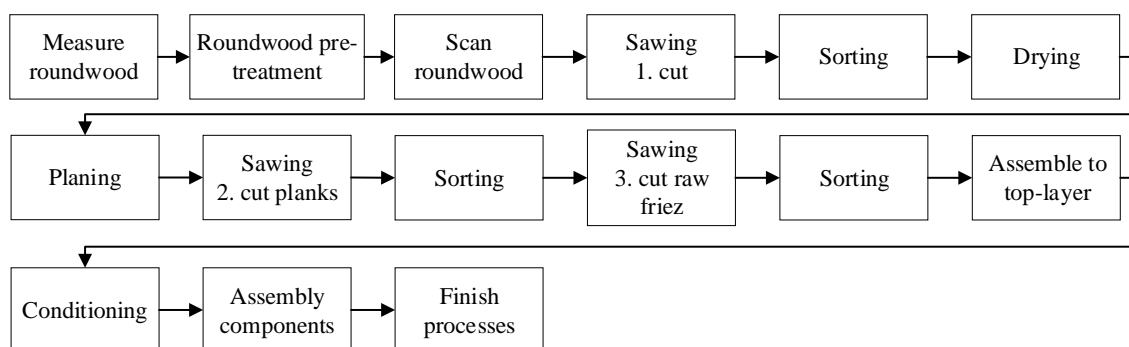 Measure
roundwood
Roundwood pre-
treatment
Scan
roundwood
Sawing
1. cut
Sorting
Drying
Planing
Sawing
2. cut planks
Sorting
Sawing
3. cut raw
friez
Sorting
Assemble to
top-layer
Conditioning
Assembly
components
Finish
processes